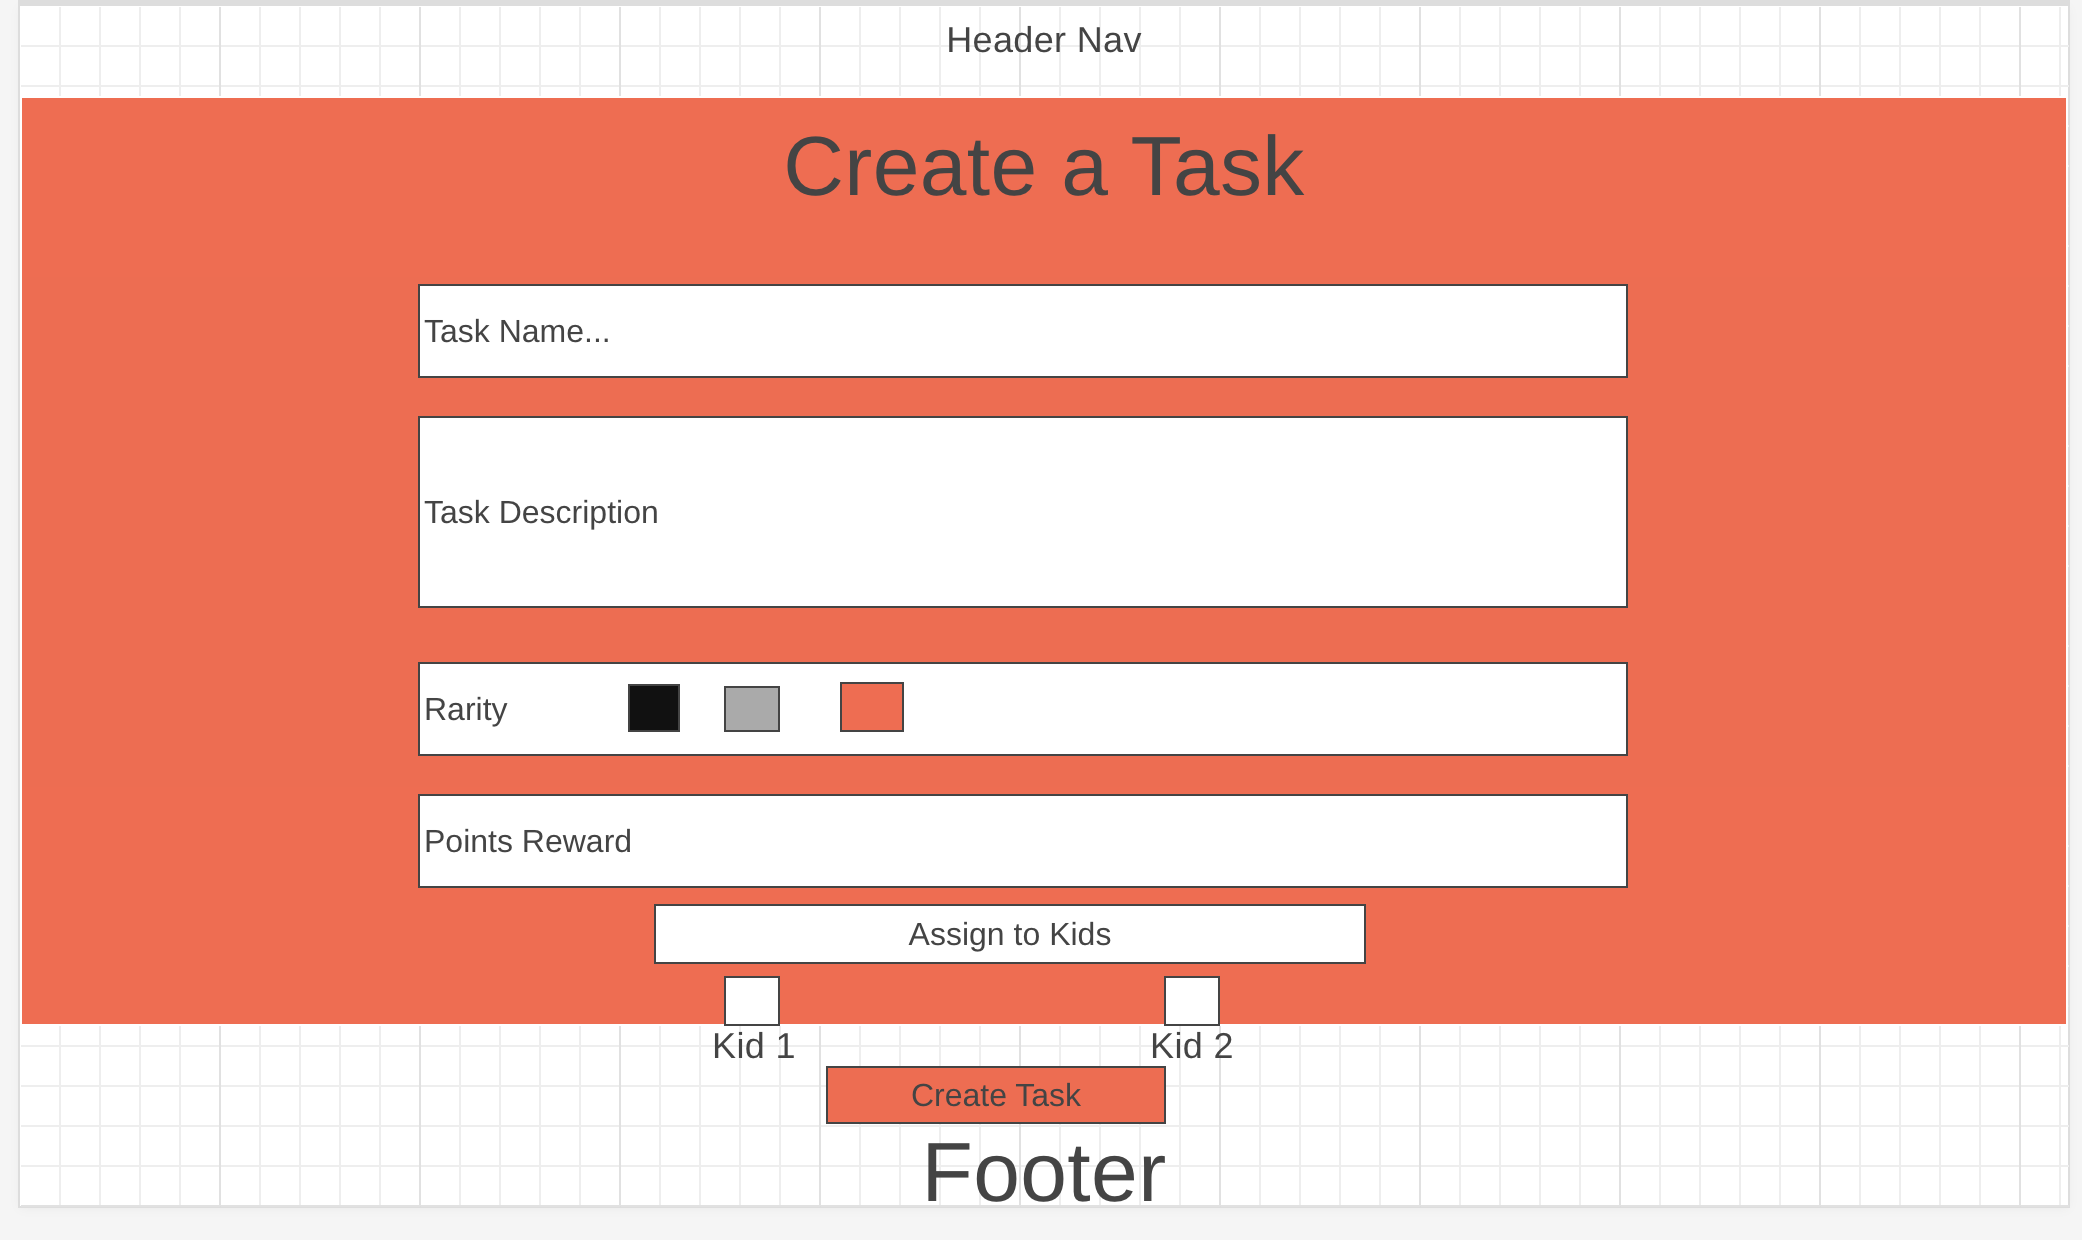 Header Nav
Create a Task
Task Name...
Task Description
Rarity
Points Reward
Assign to Kids
Kid 1
Kid 2
Create Task
Footer